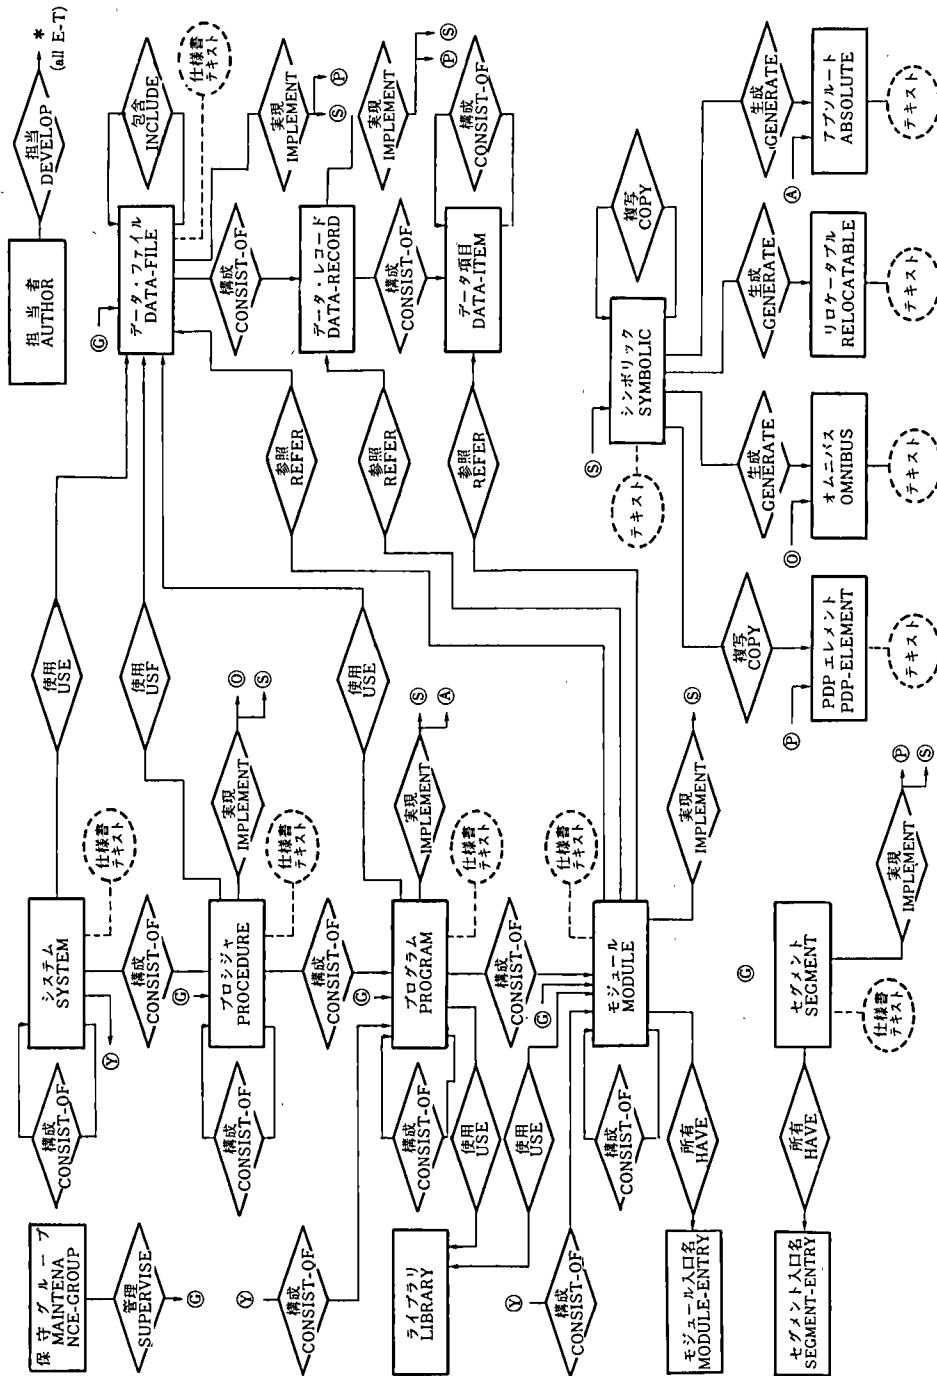 保守グループ
MAINTENA
NCE-GROUP
構成
CONSIST-OF
システム
SYSTEM
使用
USE
担当者
AUTHOR
担当
DEVELOP
*
(all E-T)
管理
SUPERVISE
Ⓖ
Ⓨ
構成
CONSIST-OF
仕様書
テキスト
使用
USF
Ⓖ
データ・ファイル
DATA-FILE
包含
INCLUDE
仕様書
テキスト
構成
CONSIST-OF
Ⓖ
プロシジャ
PROCEDURE
実現
IMPLEMENT
Ⓞ
Ⓢ
構成
CONSIST-OF
実現
IMPLEMENT
Ⓢ
Ⓟ
Ⓨ
構成
CONSIST-OF
構成
CONSIST-OF
仕様書
テキスト
参照
REFER
データ・レコード
DATA-RECORD
実現
IMPLEMENT
Ⓟ
Ⓢ
使用
USE
構成
CONSIST-OF
Ⓖ
プログラム
PROGRAM
実現
IMPLEMENT
Ⓢ
Ⓐ
参照
REFER
構成
CONSIST-OF
ライブラリ
LIBRARY
使用
USE
仕様書
テキスト
参照
REFER
データ項目
DATA-ITEM
構成
CONSIST-OF
使用
USE
構成
CONSIST-OF
Ⓖ
仕様書
テキスト
Ⓨ
構成
CONSIST-OF
構成
CONSIST-OF
モジュール
MODULE
実現
IMPLEMENT
Ⓢ
Ⓢ
シンボリック
SYMBOLIC
複写
COPY
テキスト
モジュール入口名
MODULE-ENTRY
所有
HAVE
Ⓖ
複写
COPY
生成
GENERATE
生成
GENERATE
生成
GENERATE
セグメント入口名
SEGMENT-ENTRY
所有
HAVE
セグメント
SEGMENT
仕様書
テキスト
実現
IMPLEMENT
Ⓟ
Ⓢ
Ⓟ
PDPエレメント
PDP-ELEMENT
Ⓞ
オムニバス
OMNIBUS
リロケータブル
RELOCATABLE
Ⓐ
アブソルート
ABSOLUTE
テキスト
テキスト
テキスト
テキスト